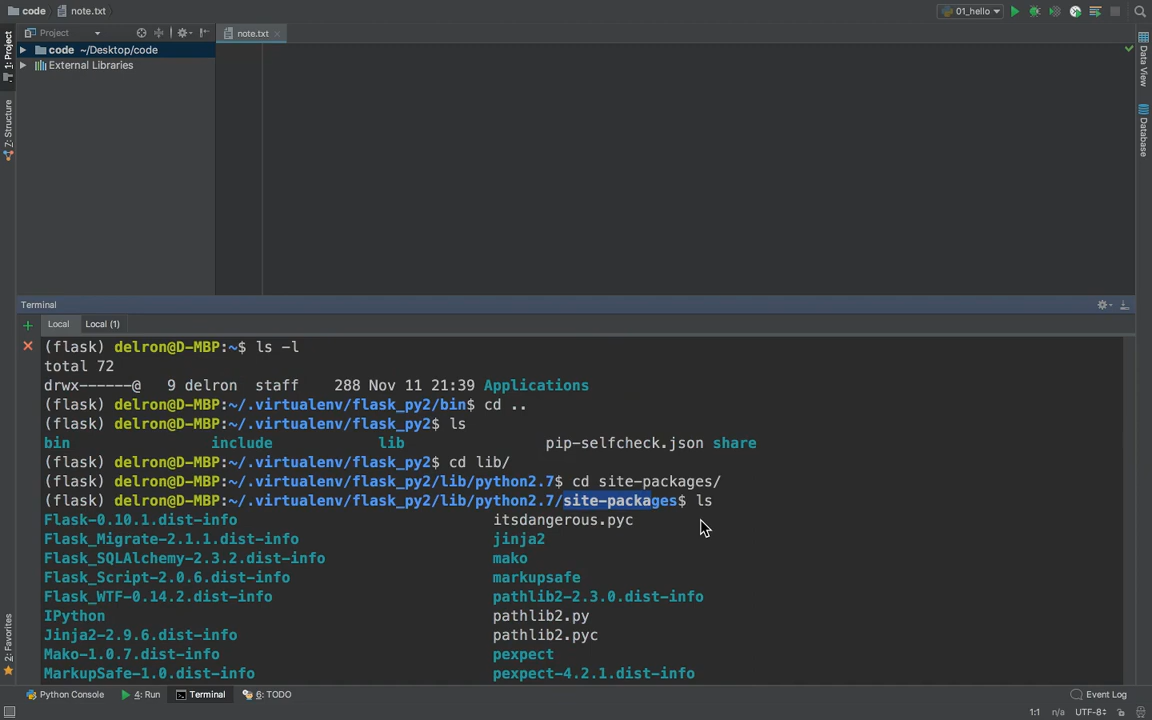 code
note.txt
01_hello
Project
note.txt
code ~/Desktop/code
External Libraries
1: Project
Z: Structure
2: Favorites
Data View
Database
Terminal
Local
Local (1)
(flask) delron@D-MBP:~$ ls -l
total 72
drwx------@ 9 delron staff 288 Nov 11 21:39 Applications
(flask) delron@D-MBP:~/.virtualenv/flask_py2/bin$ cd ..
(flask) delron@D-MBP:~/.virtualenv/flask_py2$ ls
bin include lib pip-selfcheck.json share
(flask) delron@D-MBP:~/.virtualenv/flask_py2$ cd lib/
(flask) delron@D-MBP:~/.virtualenv/flask_py2/lib/python2.7$ cd site-packages/
(flask) delron@D-MBP:~/.virtualenv/flask_py2/lib/python2.7/site-packages$ ls
Flask-0.10.1.dist-info itsdangerous.pyc
Flask_Migrate-2.1.1.dist-info jinja2
Flask_SQLAlchemy-2.3.2.dist-info mako
Flask_Script-2.0.6.dist-info markupsafe
Flask_WTF-0.14.2.dist-info pathlib2-2.3.0.dist-info
IPython pathlib2.py
Jinja2-2.9.6.dist-info pathlib2.pyc
Mako-1.0.7.dist-info pexpect
MarkupSafe-1.0.dist-info pexpect-4.2.1.dist-info
Python Console
4: Run
Terminal
6: TODO
Event Log
1:1 n/a UTF-8